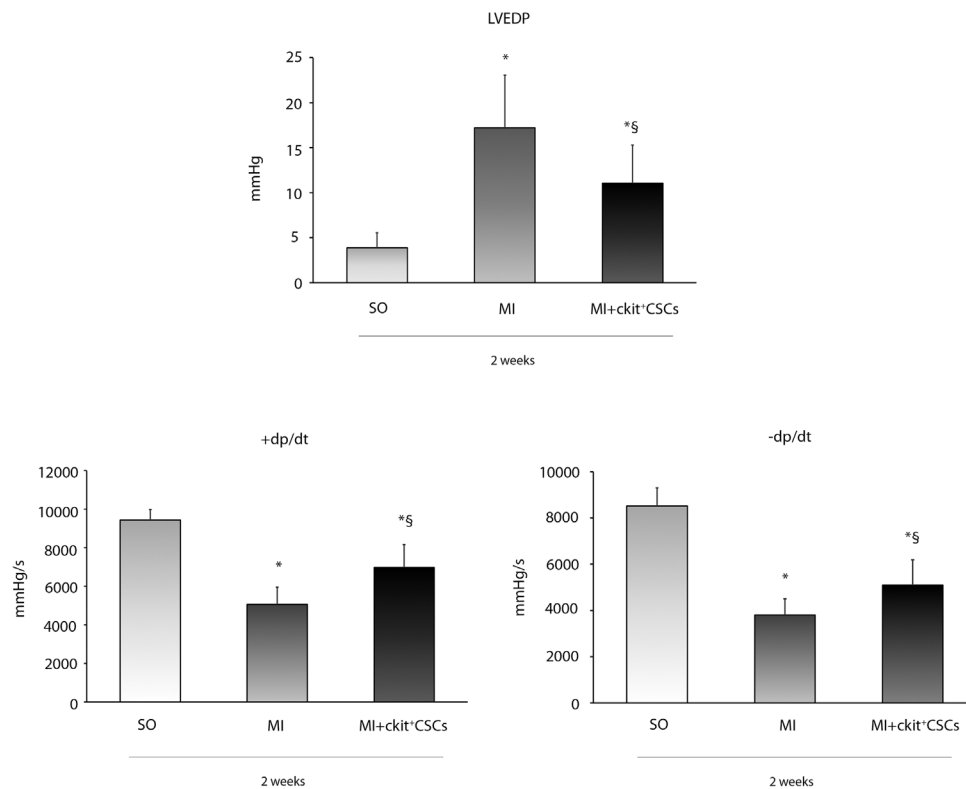 LVEDP
25
20
15
10
5
0
mmHg
*
*§
SO MI MI+ckit⁺CSCs
2 weeks
+dp/dt
12000
10000
8000
6000
4000
2000
0
mmHg/s
*
*§
SO MI MI+ckit⁺CSCs
2 weeks
-dp/dt
10000
8000
6000
4000
2000
0
mmHg/s
*
*§
SO MI MI+ckit⁺CSCs
2 weeks